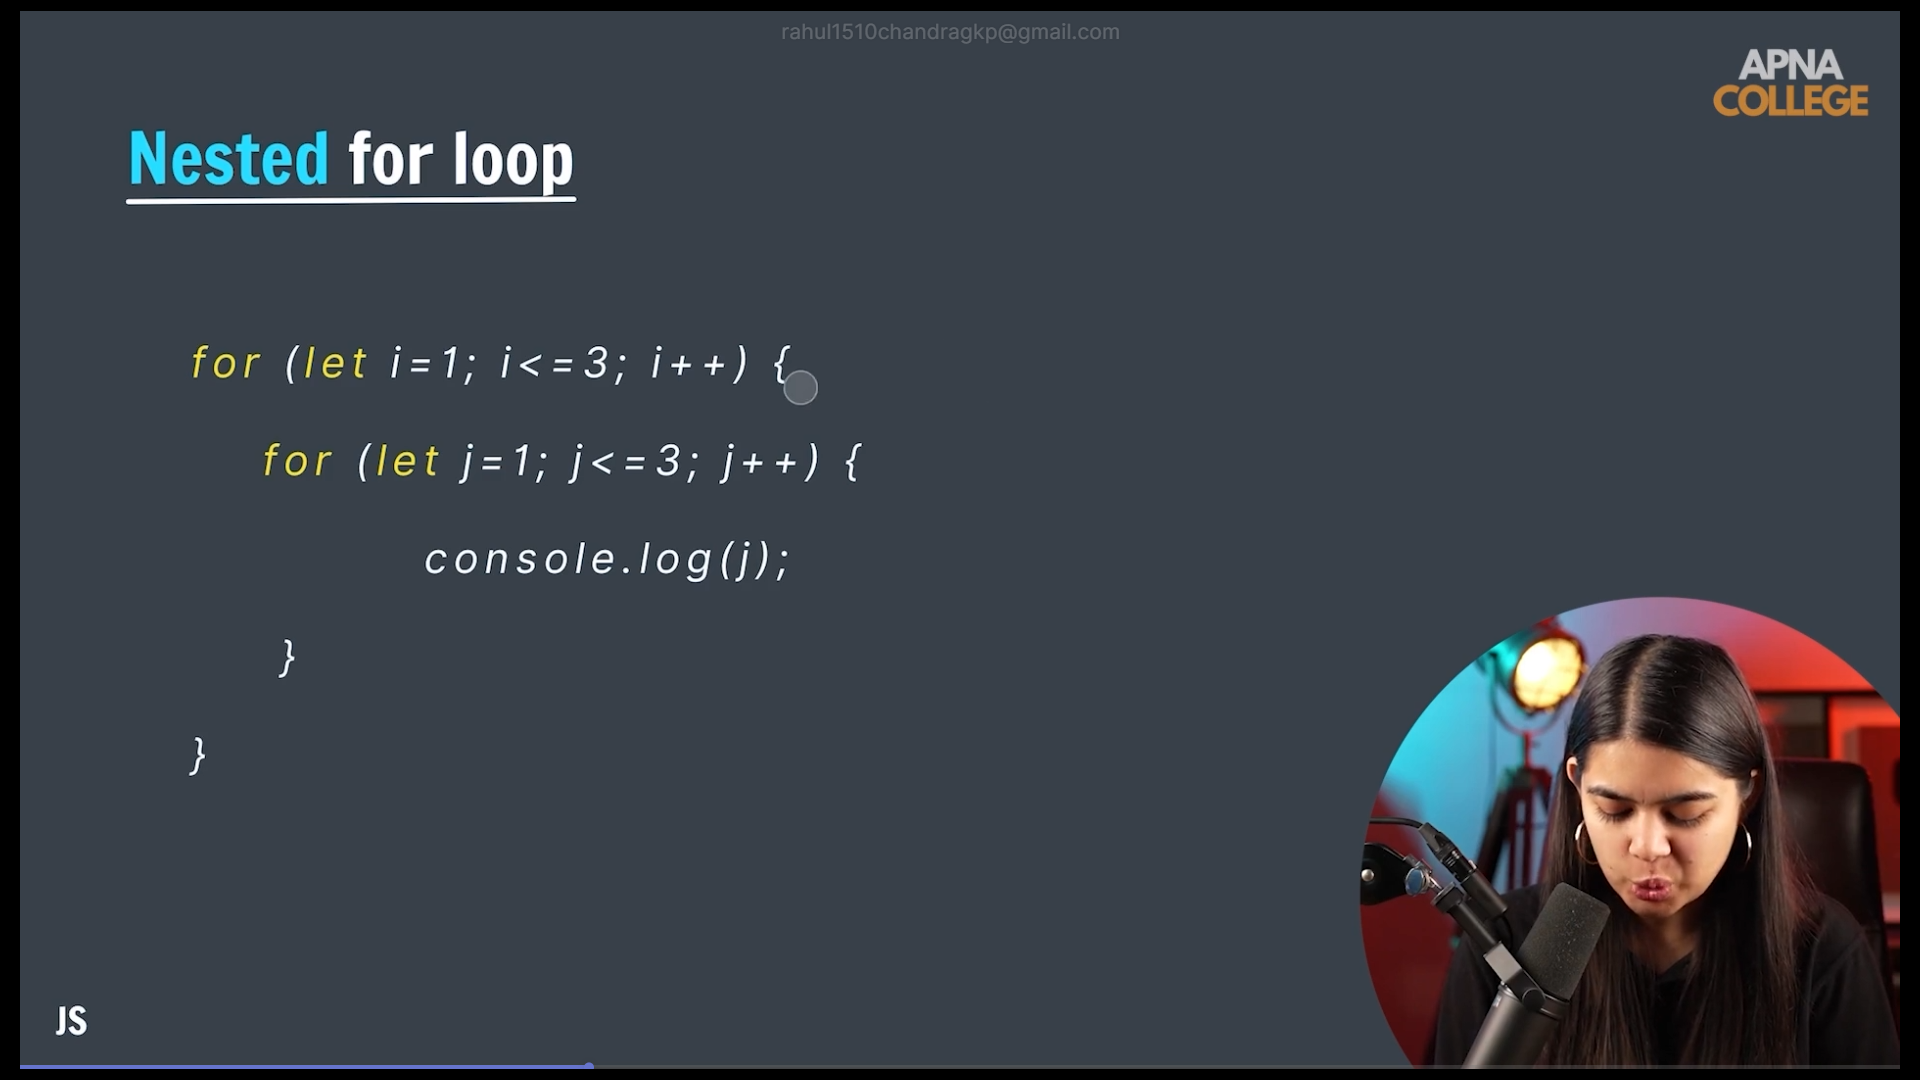 rahul1510chandragkp@gmail.com
APNA
COLLEGE
Nested for loop
for (let i=1; i<=3; i++) {
for (let j=1; j<=3; j++) {
console.log(j);
}
}
JS